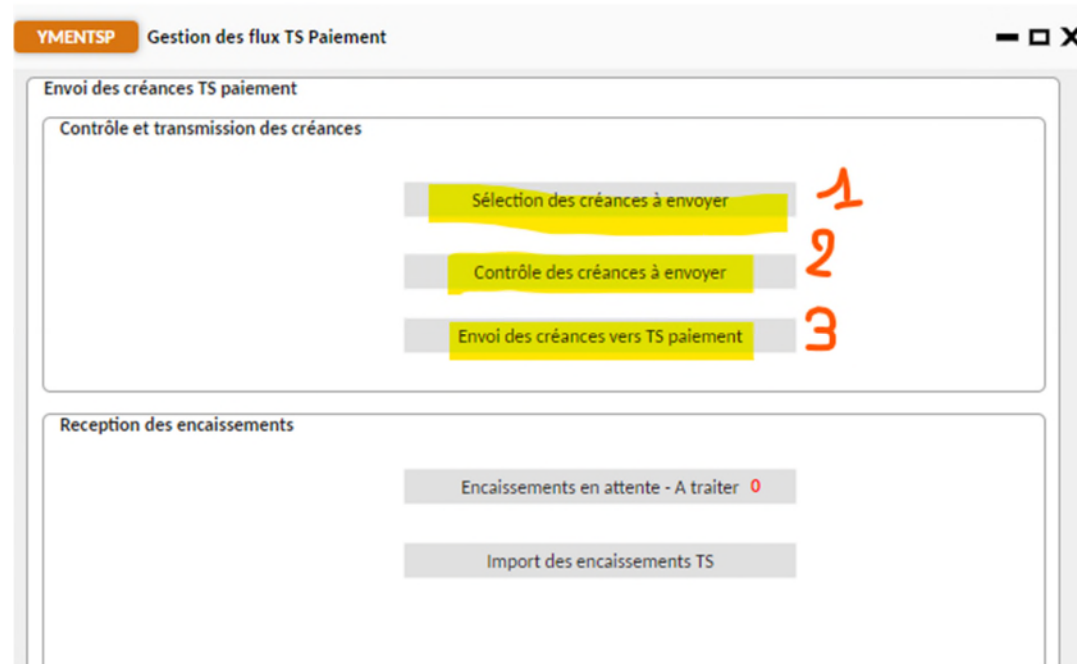 YMENTSP Gestion des flux TS Paiement
Envoi des créances TS paiement
Contrôle et transmission des créances
Sélection des créances à envoyer 1
Contrôle des créances à envoyer 2
Envoi des créances vers TS paiement 3
Reception des encaissements
Encaissements en attente - A traiter 0
Import des encaissements TS